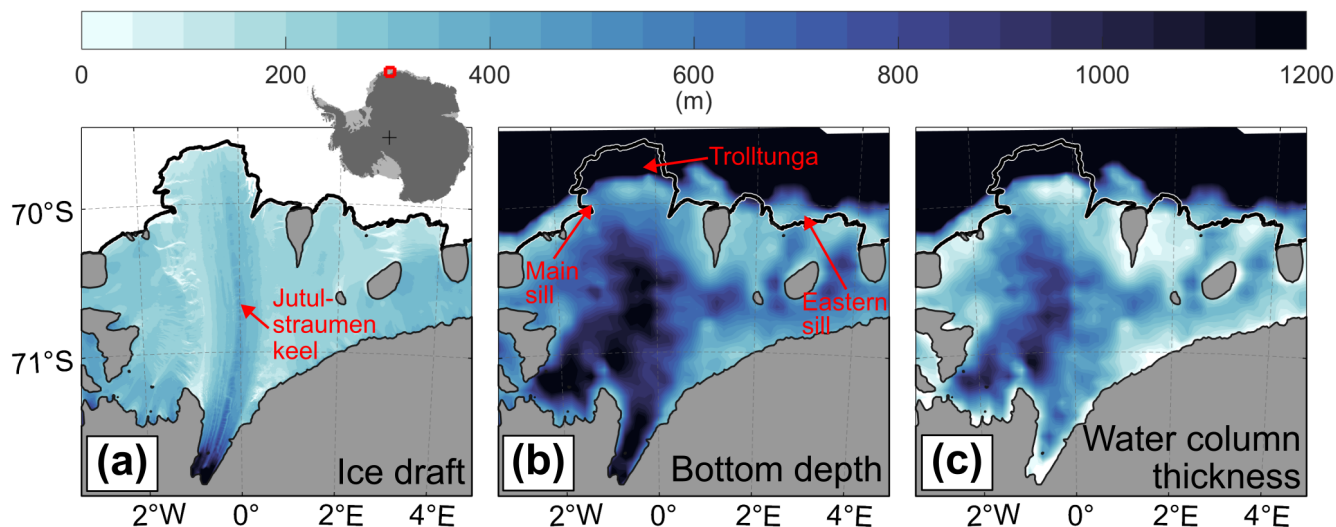 0 200 400 600 800 1000 1200
(m)
Trolltunga
70°S
Main
sill
Eastern
sill
Jutul-
straumen
keel
71°S
(a) Ice draft
(b) Bottom depth
(c) Water column
thickness
2°W 0° 2°E 4°E
2°W 0° 2°E 4°E
2°W 0° 2°E 4°E